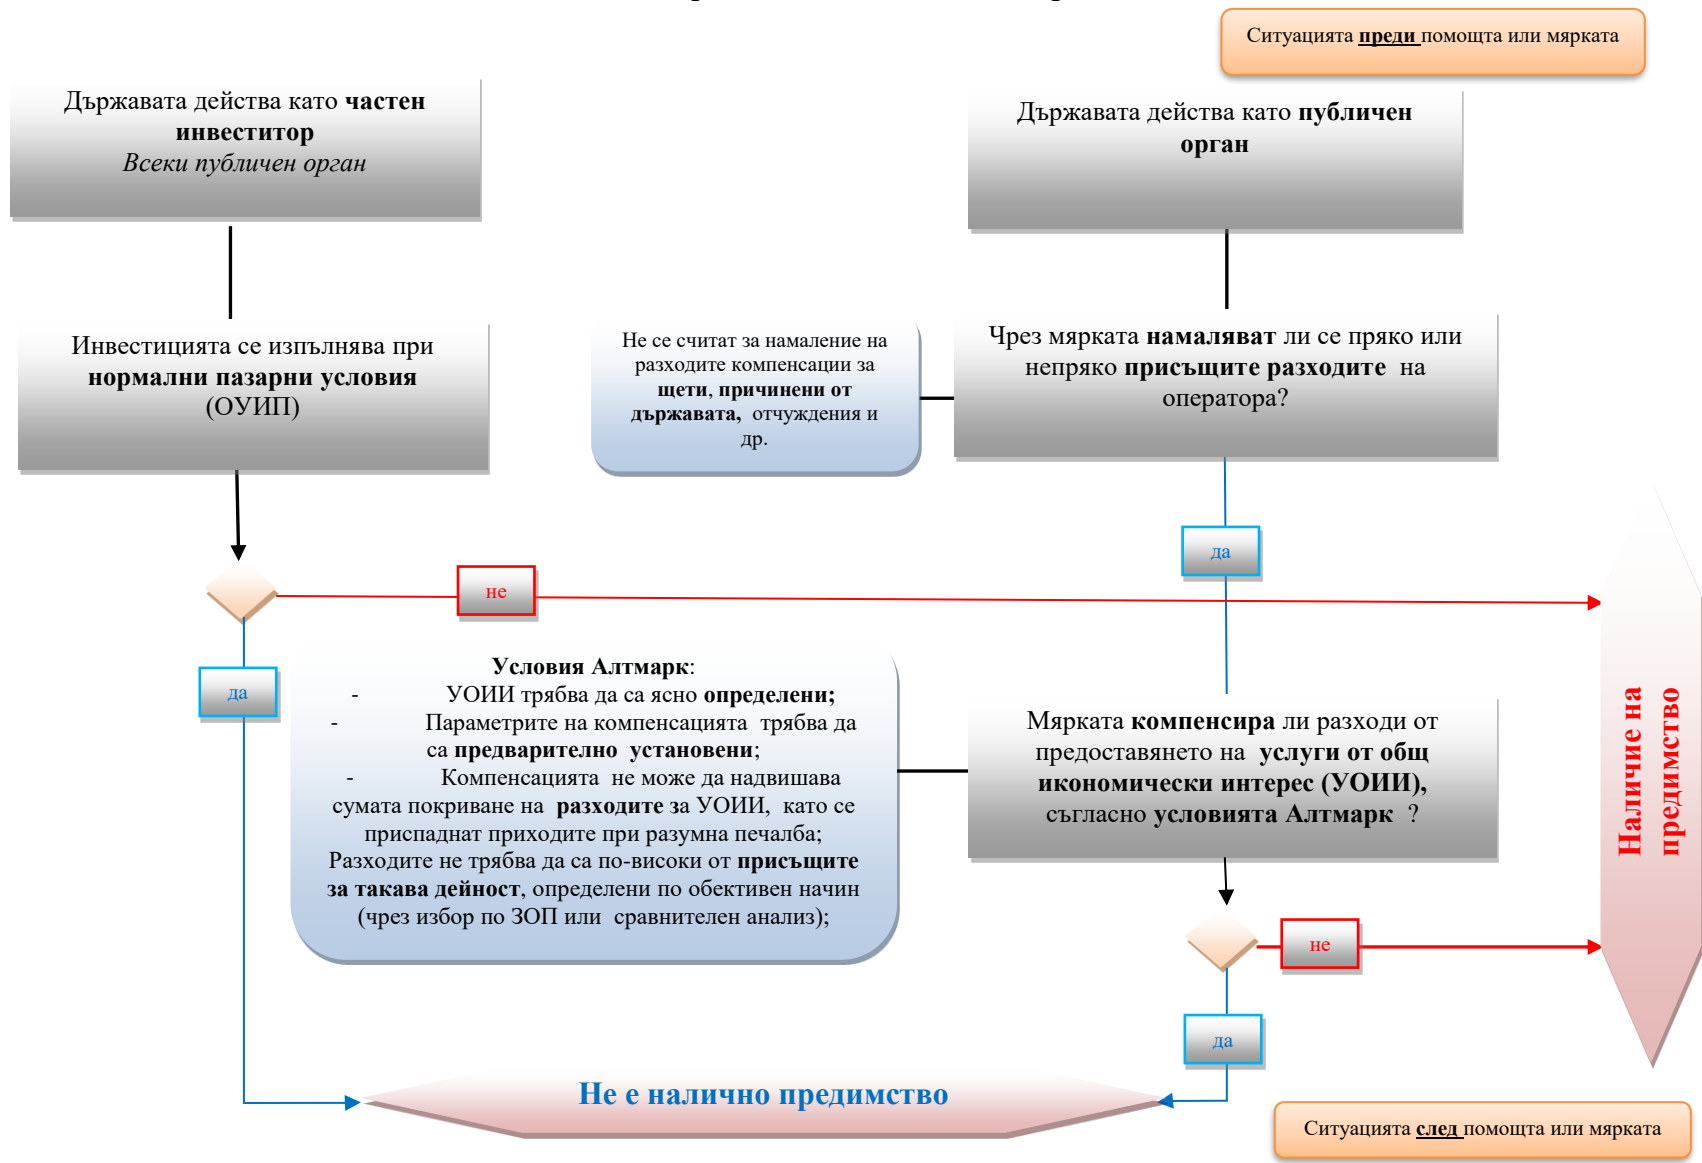 Ситуацията преди помощта или мярката
Държавата действа като частен
инвеститор
Всеки публичен орган
Държавата действа като публичен
орган
Инвестицията се изпълнява при
нормални пазарни условия
(ОУИП)
Не се считат за намаление на
разходите компенсации за
щети, причинени от
държавата, отчуждения и
др.
Чрез мярката намаляват ли се пряко или
непряко присъщите разходите на
оператора?
да
не
да
Условия Алтмарк:
- УОИИ трябва да са ясно определени;
- Параметрите на компенсацията трябва да
са предварително установени;
- Компенсацията не може да надвишава
сумата покриване на разходите за УОИИ, като се
приспаднат приходите при разумна печалба;
Разходите не трябва да са по-високи от присъщите
за такава дейност, определени по обективен начин
(чрез избор по ЗОП или сравнителен анализ);
Мярката компенсира ли разходи от
предоставянето на услуги от общ
икономически интерес (УОИИ),
съгласно условията Алтмарк ?
Наличие на
предимство
не
да
Не е налично предимство
Ситуацията след помощта или мярката